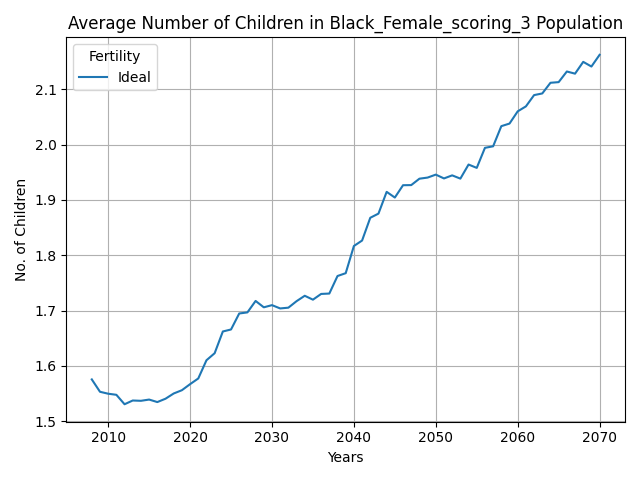 Average Number of Children in Black_Female_scoring_3 Population
Fertility
Ideal
No. of Children
2.1
2.0
1.9
1.8
1.7
1.6
1.5
2010 2020 2030 2040 2050 2060 2070
Years